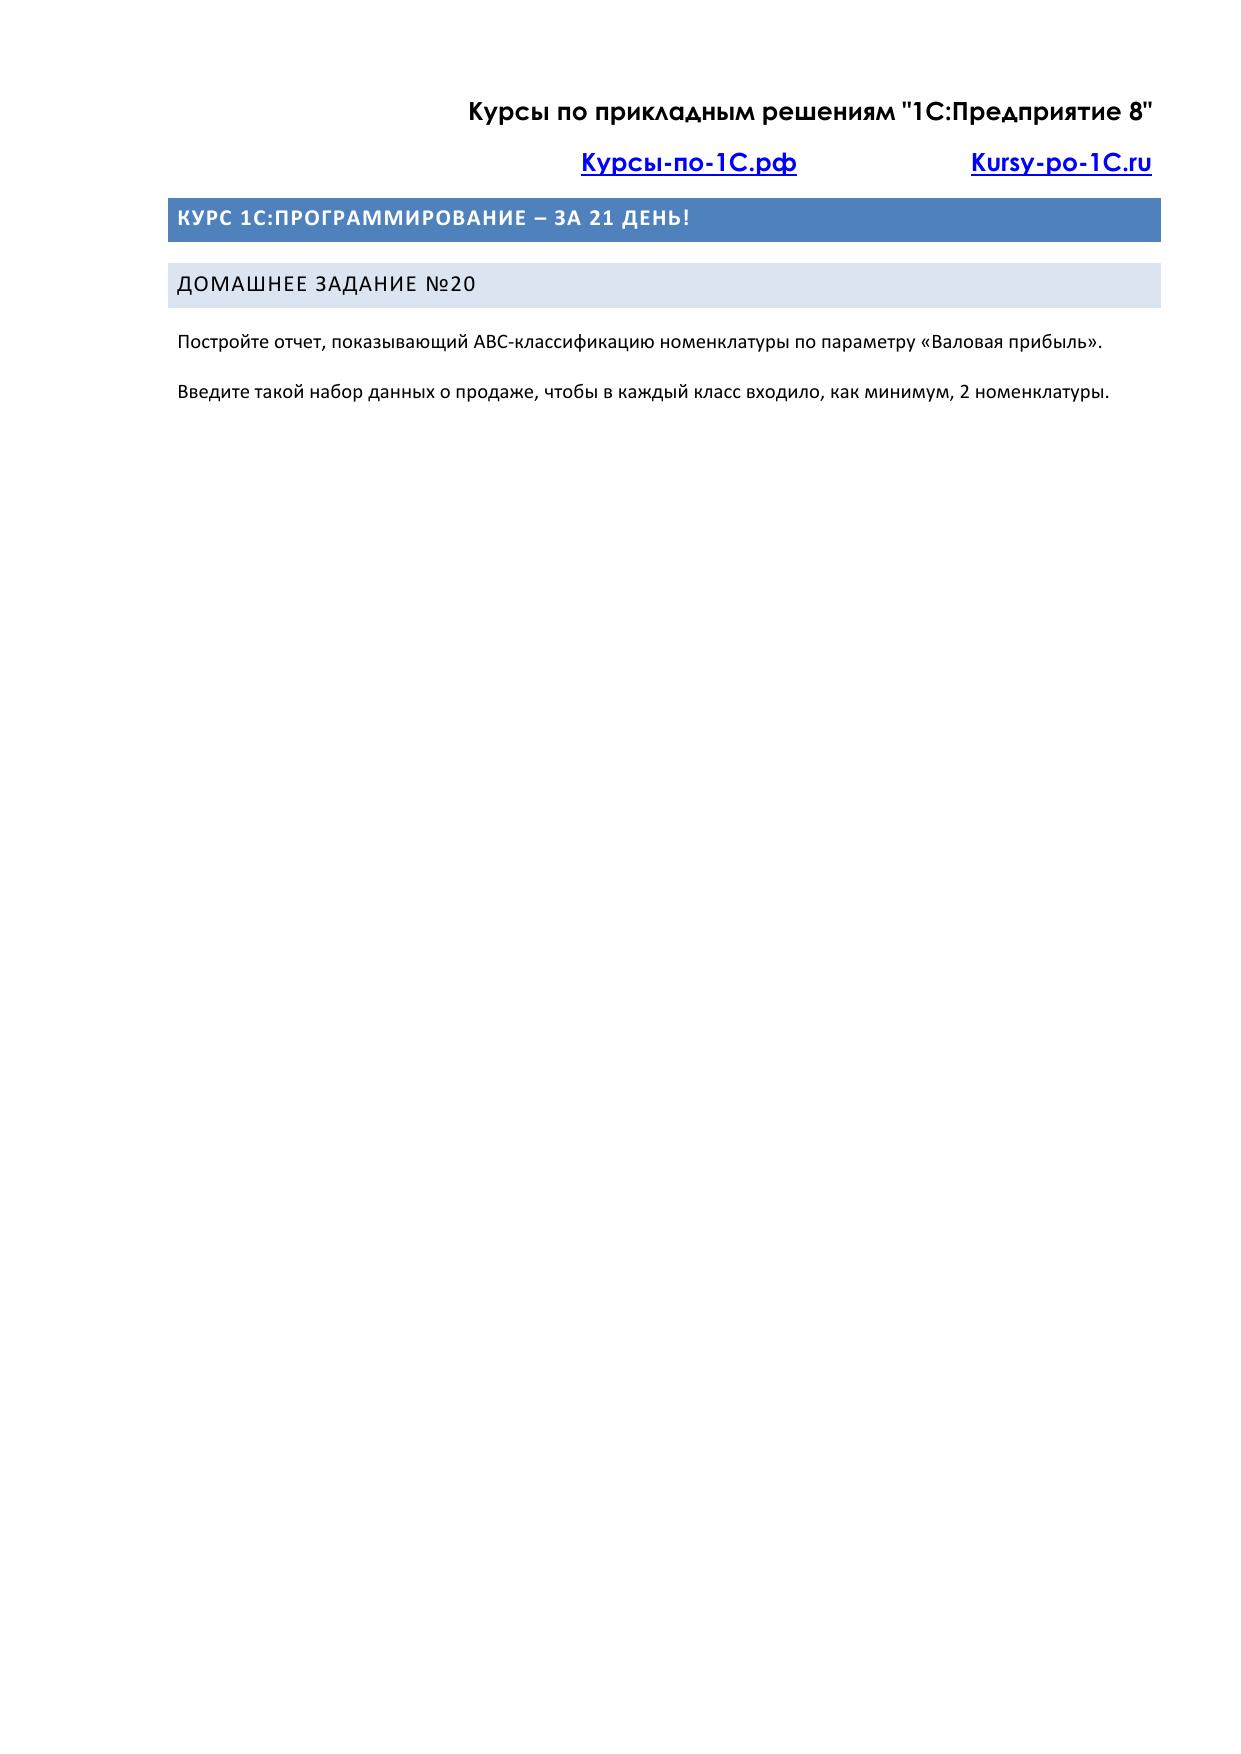 Курсы по прикладным решениям "1С:Предприятие 8"
Курсы-по-1С.рф Kursy-po-1C.ru
КУРС 1С:ПРОГРАММИРОВАНИЕ – ЗА 21 ДЕНЬ!
ДОМАШНЕЕ ЗАДАНИЕ №20
Постройте отчет, показывающий ABC-классификацию номенклатуры по параметру «Валовая прибыль».
Введите такой набор данных о продаже, чтобы в каждый класс входило, как минимум, 2 номенклатуры.